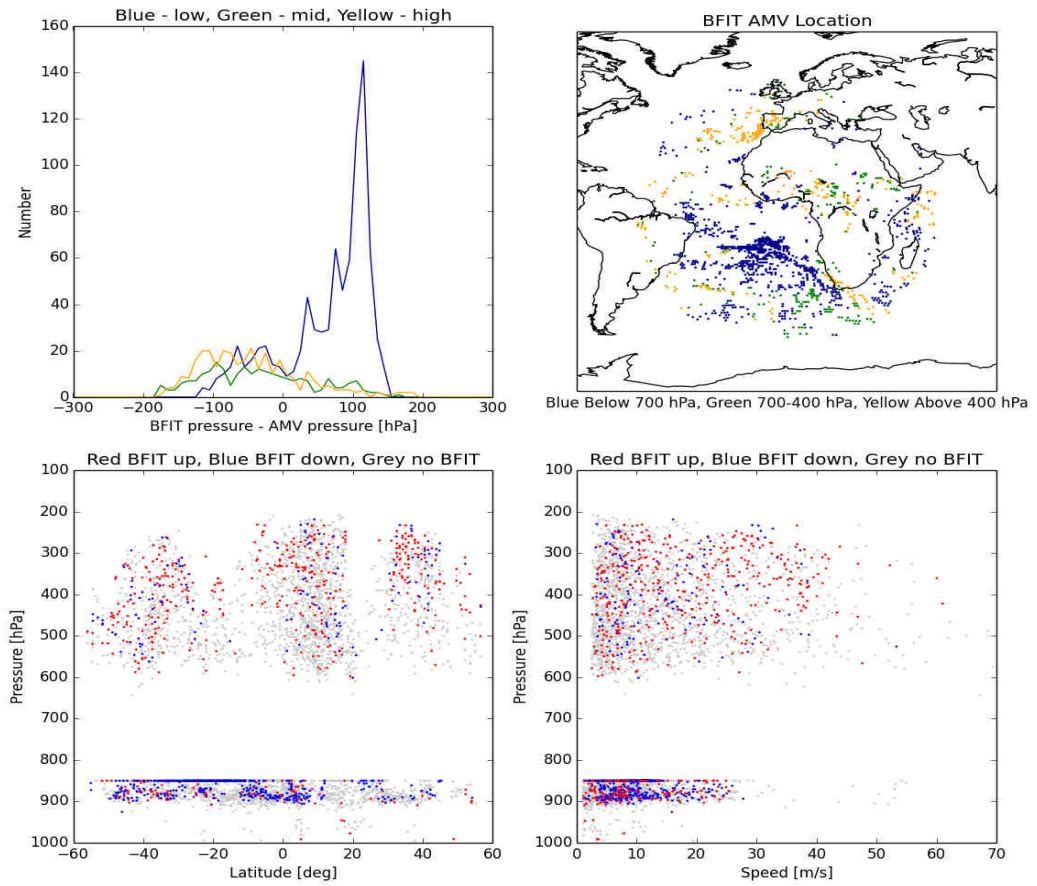 Blue - low, Green - mid, Yellow - high
160
140
120
100
80
60
40
20
0
Number
−300 −200 −100 0 100 200 300
BFIT pressure - AMV pressure [hPa]
BFIT AMV Location
Blue Below 700 hPa, Green 700-400 hPa, Yellow Above 400 hPa
Red BFIT up, Blue BFIT down, Grey no BFIT
100
200
300
400
500
600
700
800
900
1000
Pressure [hPa]
−60 −40 −20 0 20 40 60
Latitude [deg]
Red BFIT up, Blue BFIT down, Grey no BFIT
100
200
300
400
500
600
700
800
900
1000
Pressure [hPa]
0 10 20 30 40 50 60 70
Speed [m/s]